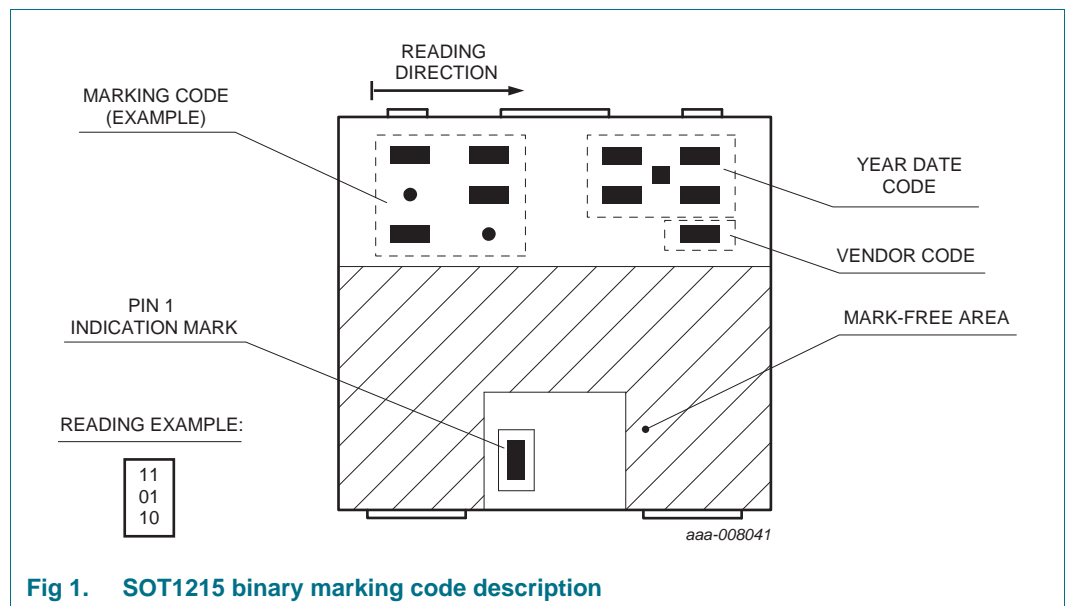 READING
DIRECTION
MARKING CODE
(EXAMPLE)
YEAR DATE
CODE
VENDOR CODE
PIN 1
INDICATION MARK
MARK-FREE AREA
READING EXAMPLE:
11
01
10
aaa-008041
Fig 1. SOT1215 binary marking code description